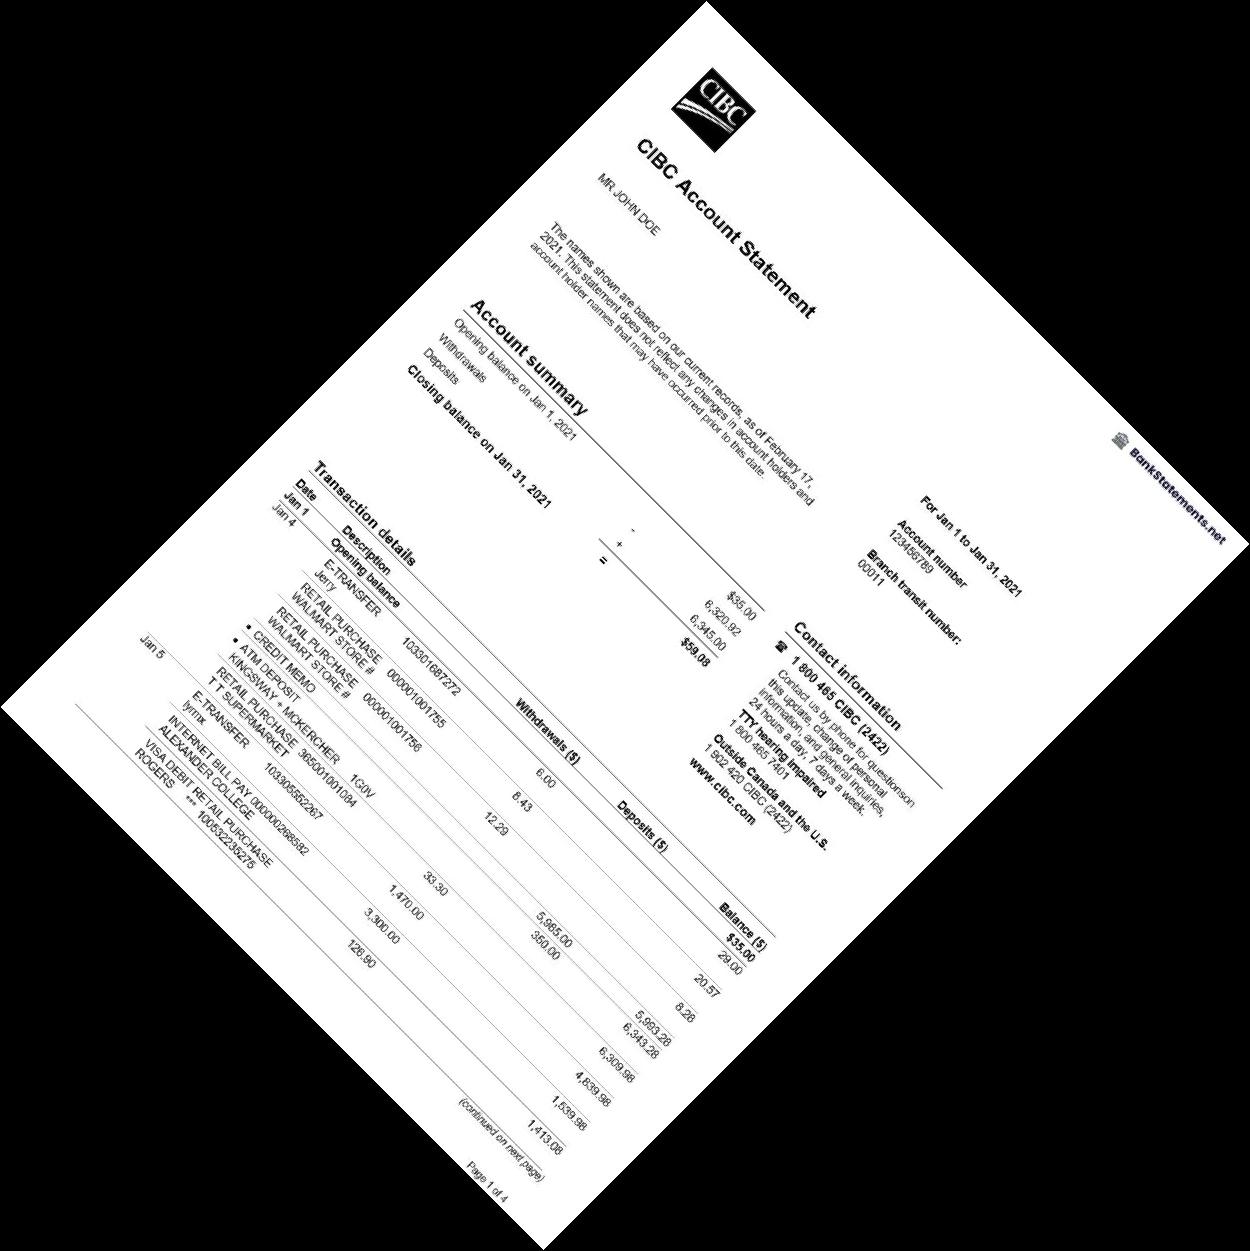 CIBC
BankStatements.net
CIBC Account Statement
MR JOHN DOE
For Jan 1 to Jan 31, 2021
Account number
123456789
Branch transit number:
00011
The names shown are based on our current records, as of February 17,
2021. This statement does not reflect any changes in account holders and
account holder names that may have occurred prior to this date.
Account summary
Opening balance on Jan 1, 2021 $35.00
Withdrawals - 6,320.92
Deposits + 6,345.00
Closing balance on Jan 31, 2021 = $59.08
Contact information
☎ 1 800 465 CIBC (2422)
Contact us by phone for questionson
this update, change of personal
information, and general inquiries,
24 hours a day, 7 days a week.
TTY hearing impaired
1 800 465 7401
Outside Canada and the U.S.
1 902 420 CIBC (2422)
www.cibc.com
Transaction details
Date Description Withdrawals ($) Deposits ($) Balance ($)
Jan 1 Opening balance $35.00
Jan 4 E-TRANSFER 103301687272 6.00 29.00
Jerry
RETAIL PURCHASE 000001001755 8.43 20.57
WALMART STORE #
RETAIL PURCHASE 000001001756 12.29 8.28
WALMART STORE #
• CREDIT MEMO 5,985.00 5,993.28
• ATM DEPOSIT 350.00 6,343.28
KINGSWAY + MCKERCHER 1G0V
RETAIL PURCHASE 365001001084 33.30 6,309.98
T T SUPERMARKET
Jan 5 E-TRANSFER 103305552267 1,470.00 4,839.98
lyrmx
INTERNET BILL PAY 000000268592 3,300.00 1,539.98
ALEXANDER COLLEGE
VISA DEBIT RETAIL PURCHASE 126.90 1,413.08
ROGERS *** 100532235275
(continued on next page)
Page 1 of 4